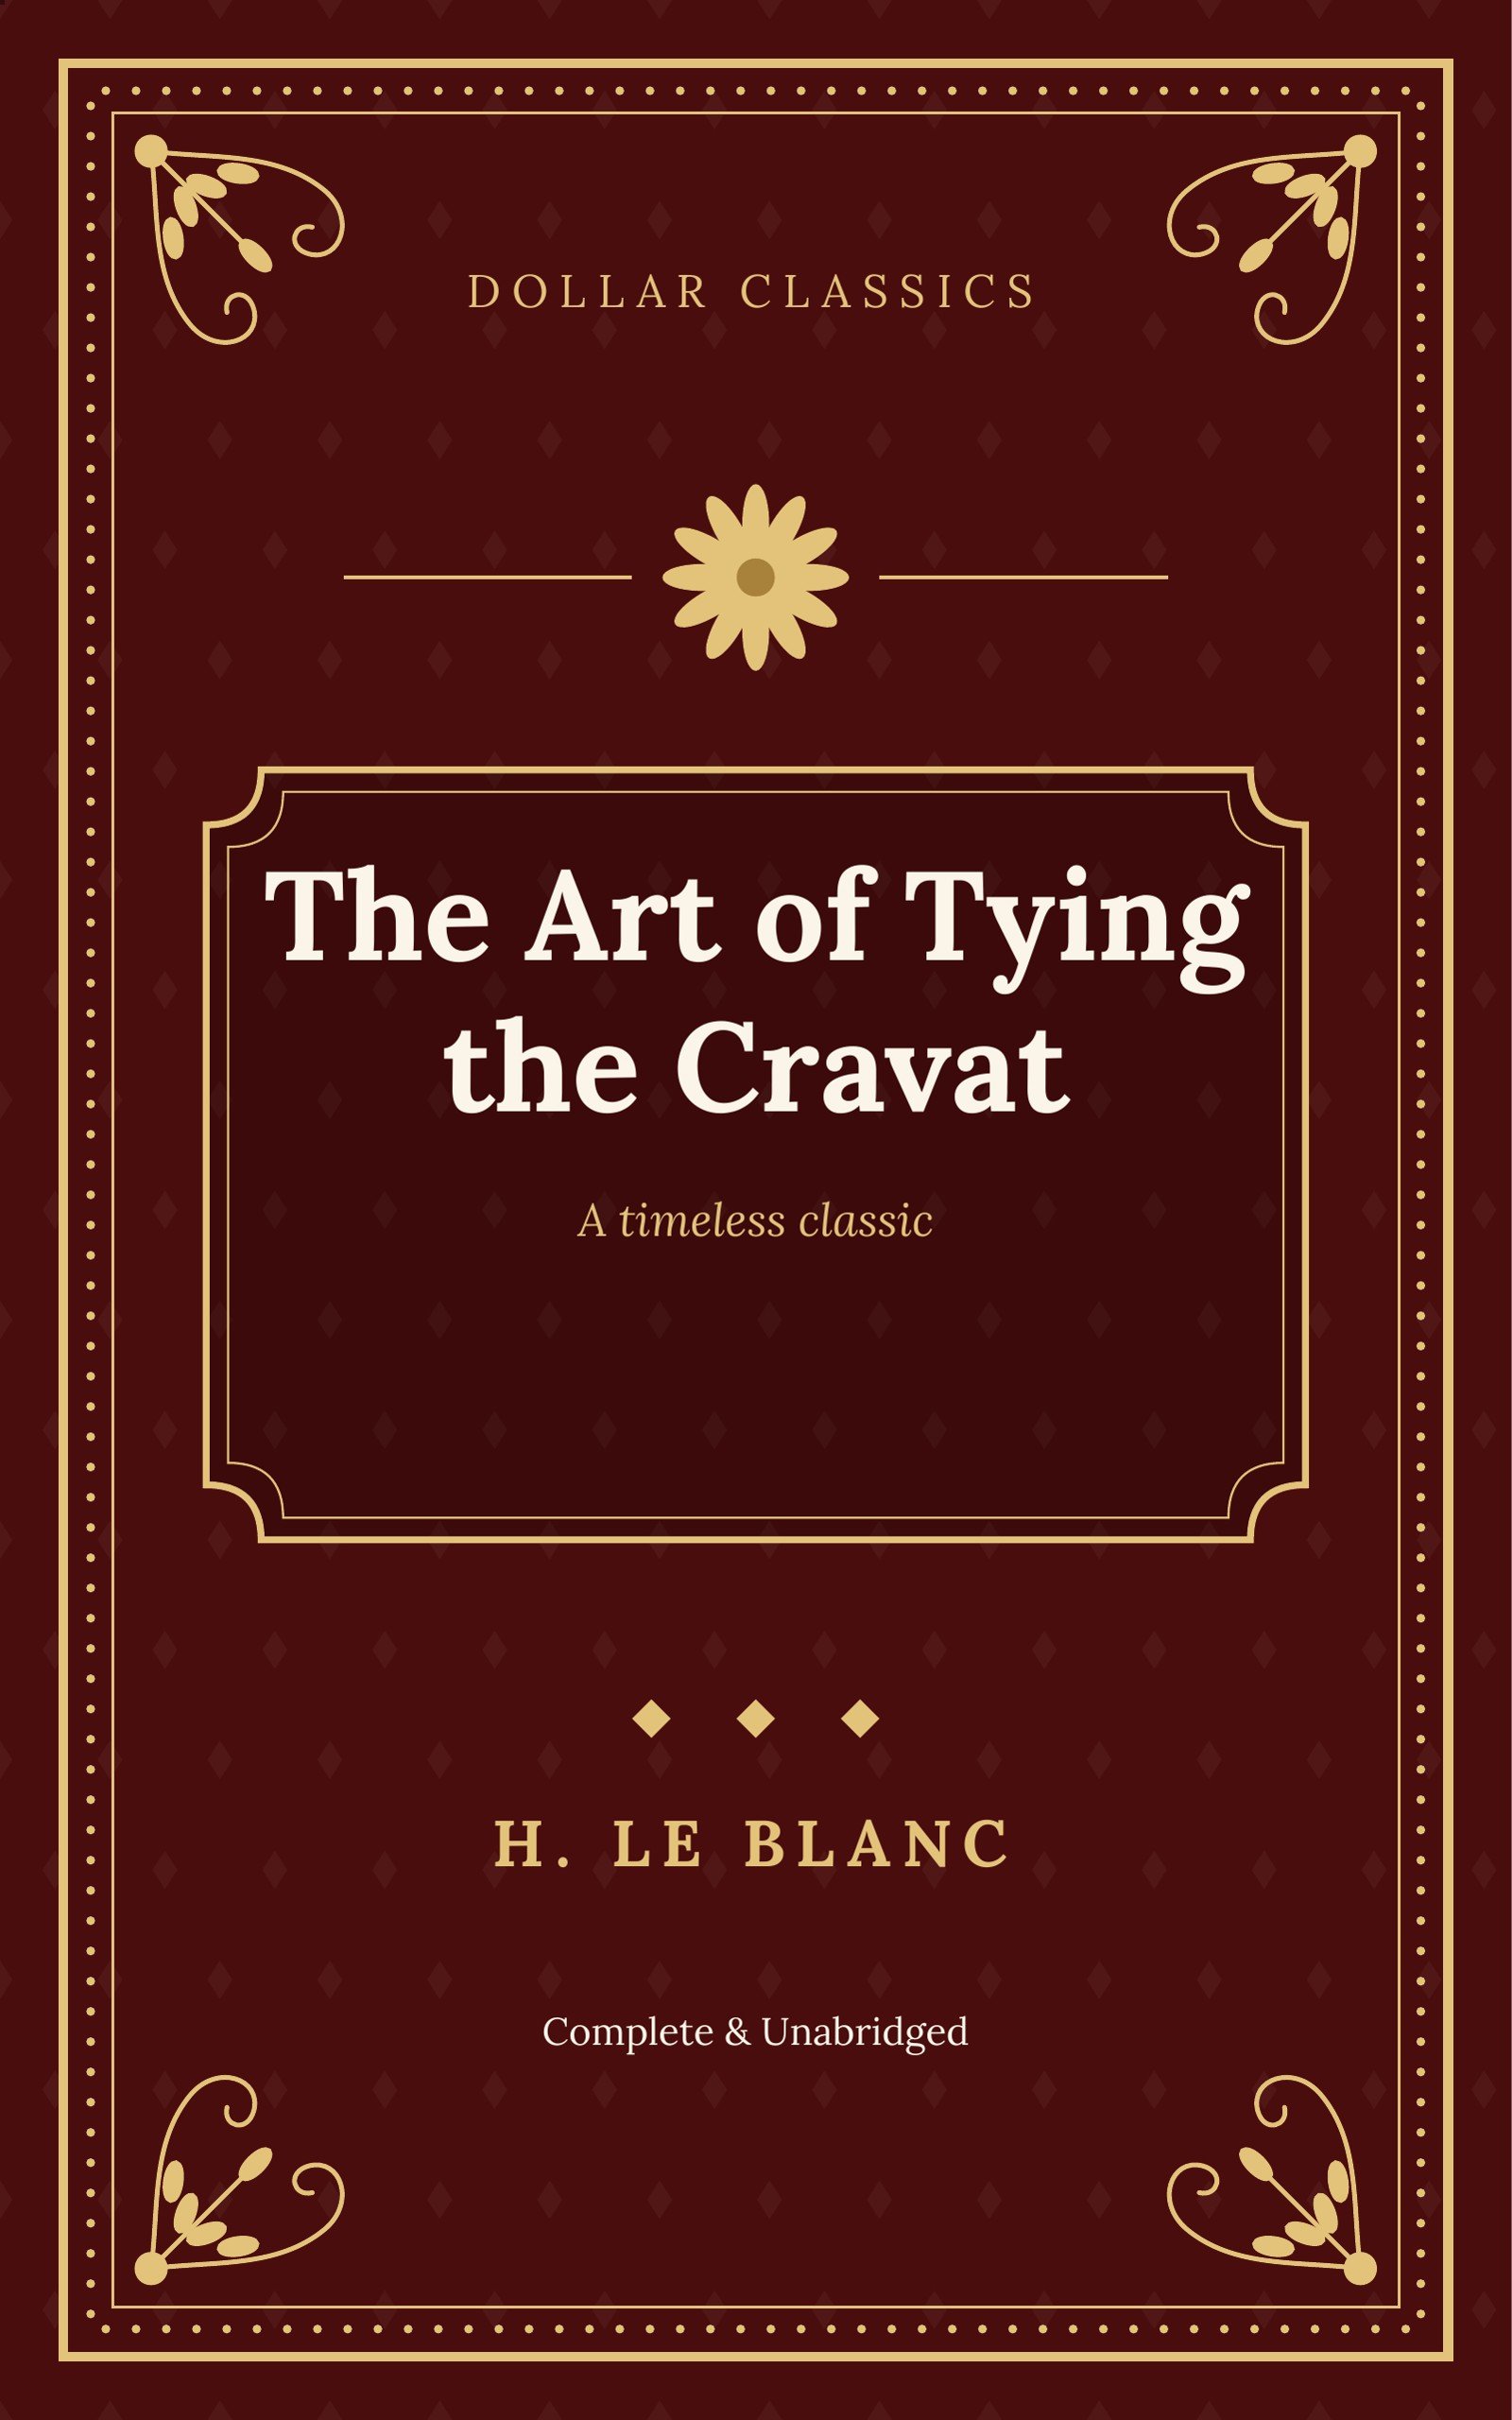 DOLLAR CLASSICS
The Art of Tying
the Cravat
A timeless classic
H. LE BLANC
Complete & Unabridged